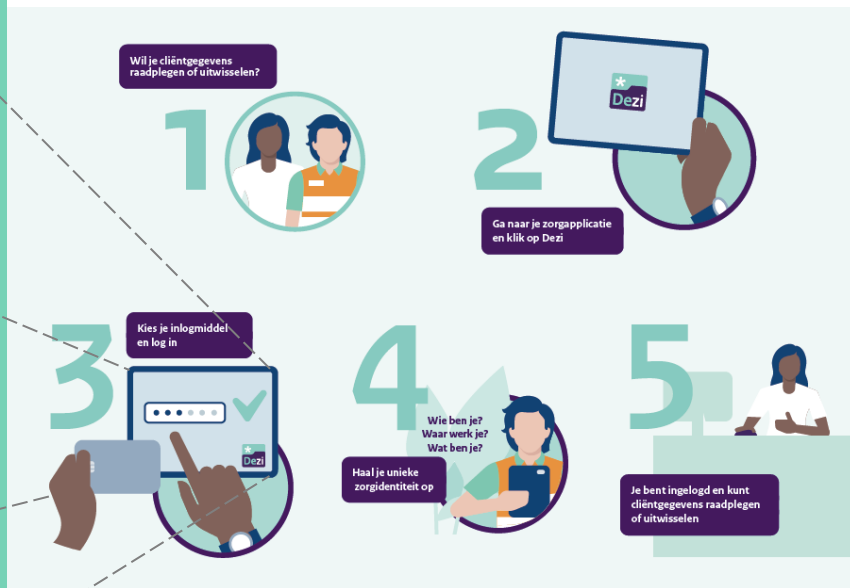 Wil je cliëntgegevens
raadplegen of uitwisselen?
1
2
* Dezi
Ga naar je zorgapplicatie
en klik op Dezi
3
Kies je inlogmiddel
en log in
* Dezi
4
Wie ben je?
Waar werk je?
Wat ben je?
Haal je unieke
zorgidentiteit op
5
Je bent ingelogd en kunt
cliëntgegevens raadplegen
of uitwisselen